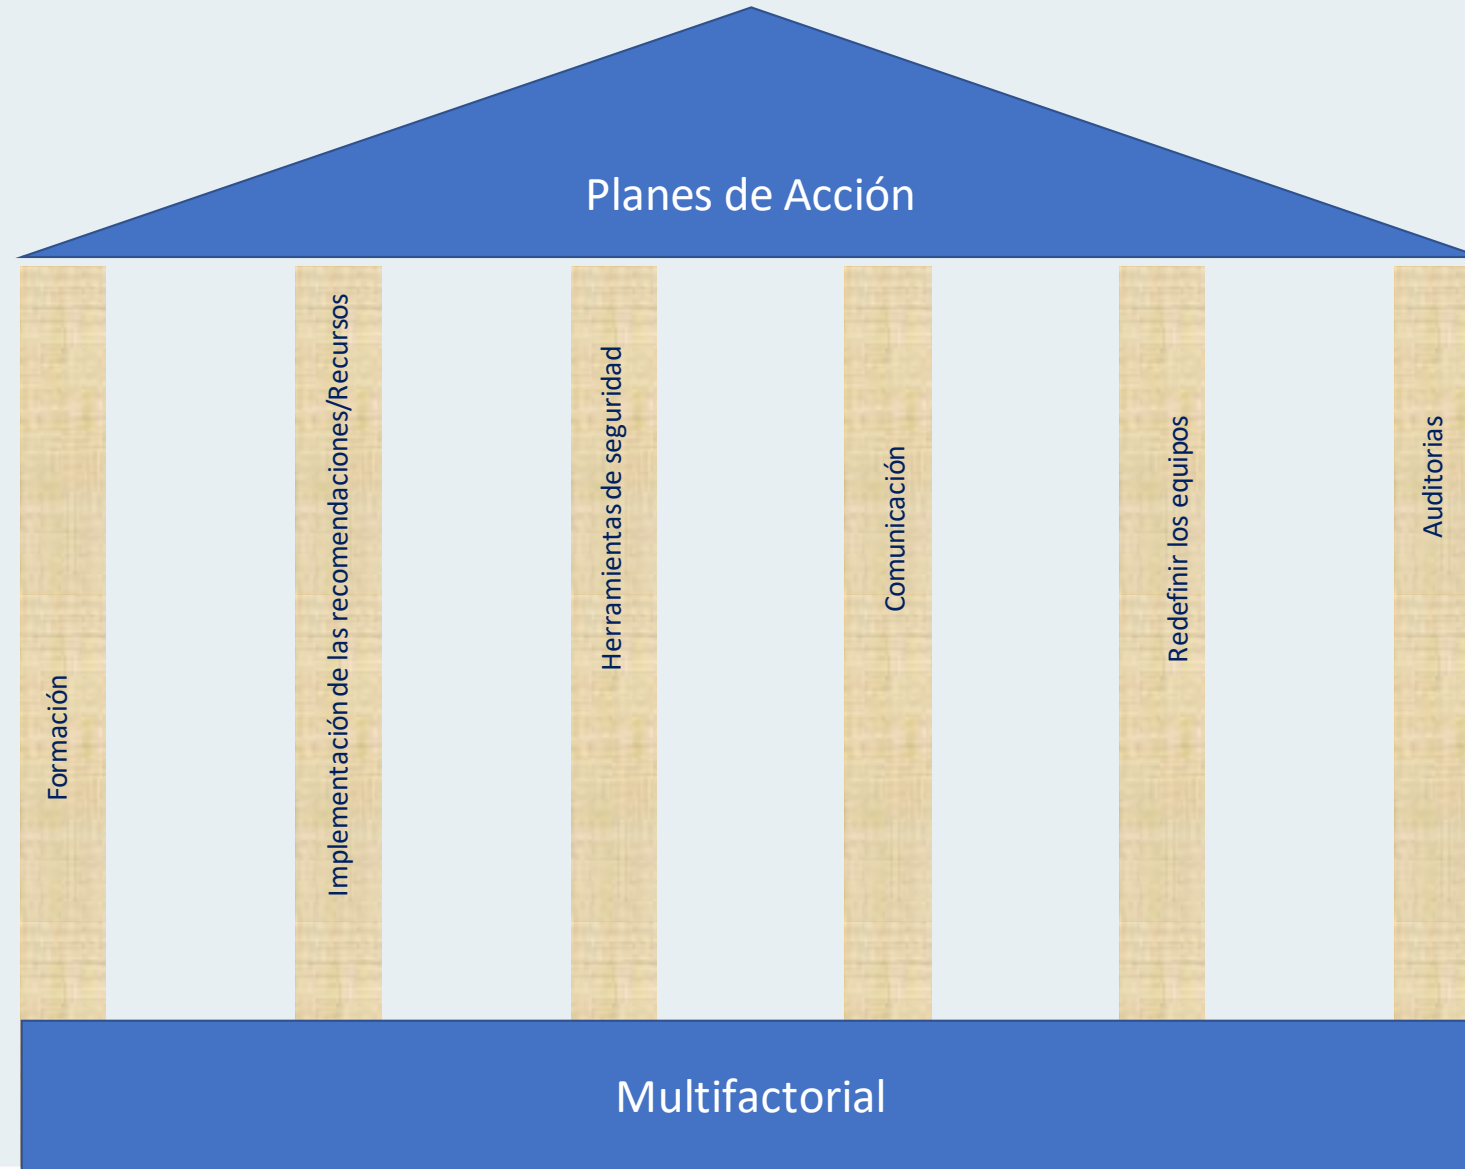 Planes de Acción
Formación
Implementación de las recomendaciones/Recursos
Herramientas de seguridad
Comunicación
Redefinir los equipos
Auditorias
Multifactorial